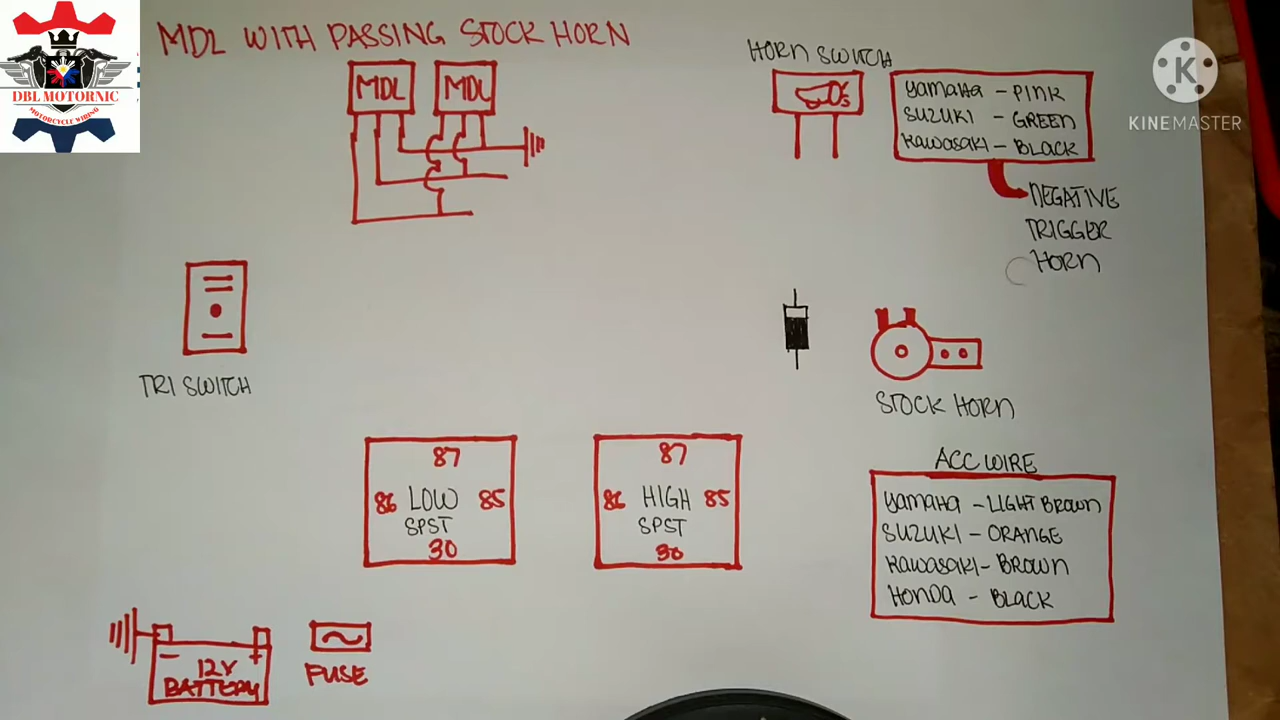 DBL MOTORNIC
MOTORCYCLE WIRING
MDL WITH PASSING STOCK HORN
MDL
MDL
HORN SWITCH
YAMAHA - PINK
SUZUKI - GREEN
KAWASAKI - BLACK
K
KINEMASTER
NEGATIVE
TRIGGER
HORN
TRI SWITCH
STOCK HORN
87
86 LOW 85
SPST
30
87
86 HIGH 85
SPST
30
ACC WIRE
YAMAHA - LIGHT BROWN
SUZUKI - ORANGE
KAWASAKI - BROWN
HONDA - BLACK
- +
12V
BATTERY
FUSE